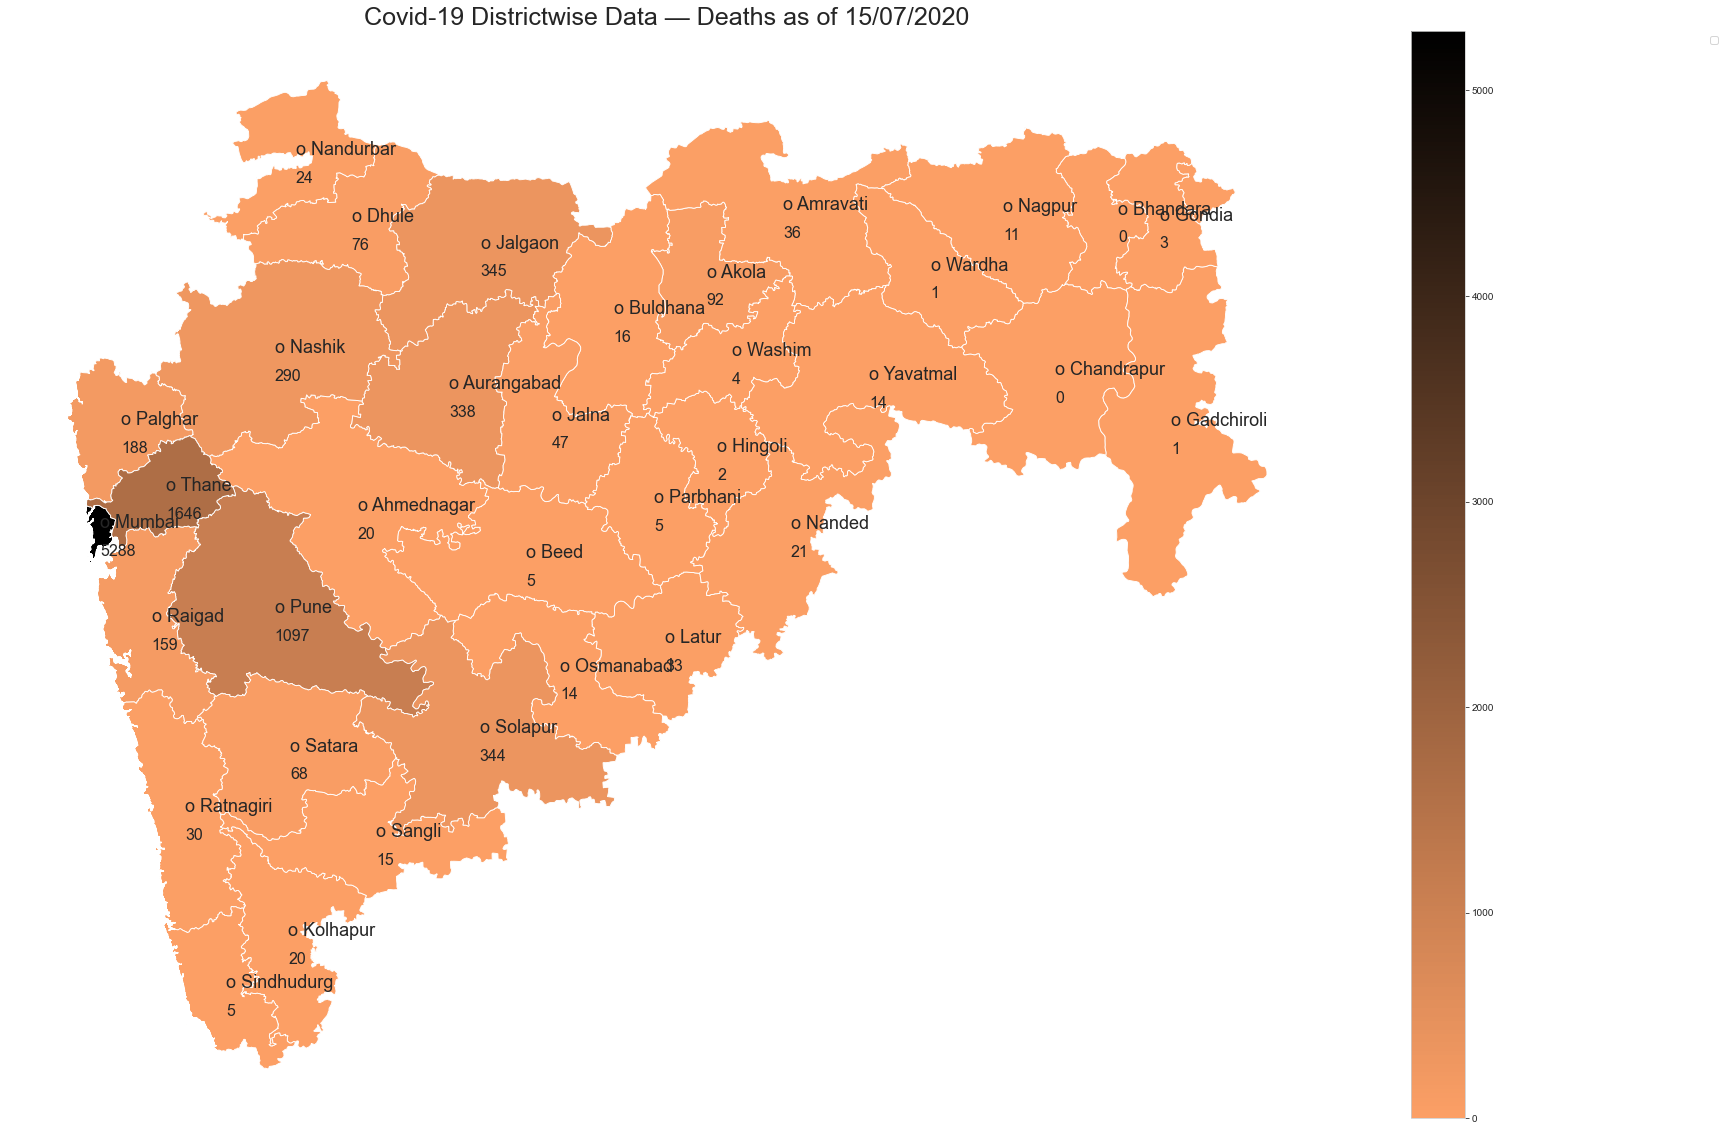 Covid-19 Districtwise Data — Deaths as of 15/07/2020
o Nandurbar
24
o Dhule
76
o Jalgaon
345
o Amravati
36
o Nagpur
11
o Bhandara
0
o Gondia
3
o Wardha
1
o Akola
92
o Buldhana
16
o Nashik
290
o Washim
4
o Aurangabad
338
o Yavatmal
14
o Chandrapur
0
o Palghar
188
o Jalna
47
o Gadchiroli
1
o Hingoli
2
o Thane
1646
o Parbhani
5
o Ahmednagar
20
o Mumbai
5288
o Nanded
21
o Beed
5
o Pune
1097
o Raigad
159
o Latur
33
o Osmanabad
14
o Solapur
344
o Satara
68
o Ratnagiri
30
o Sangli
15
o Kolhapur
20
o Sindhudurg
5
5000
4000
3000
2000
1000
0